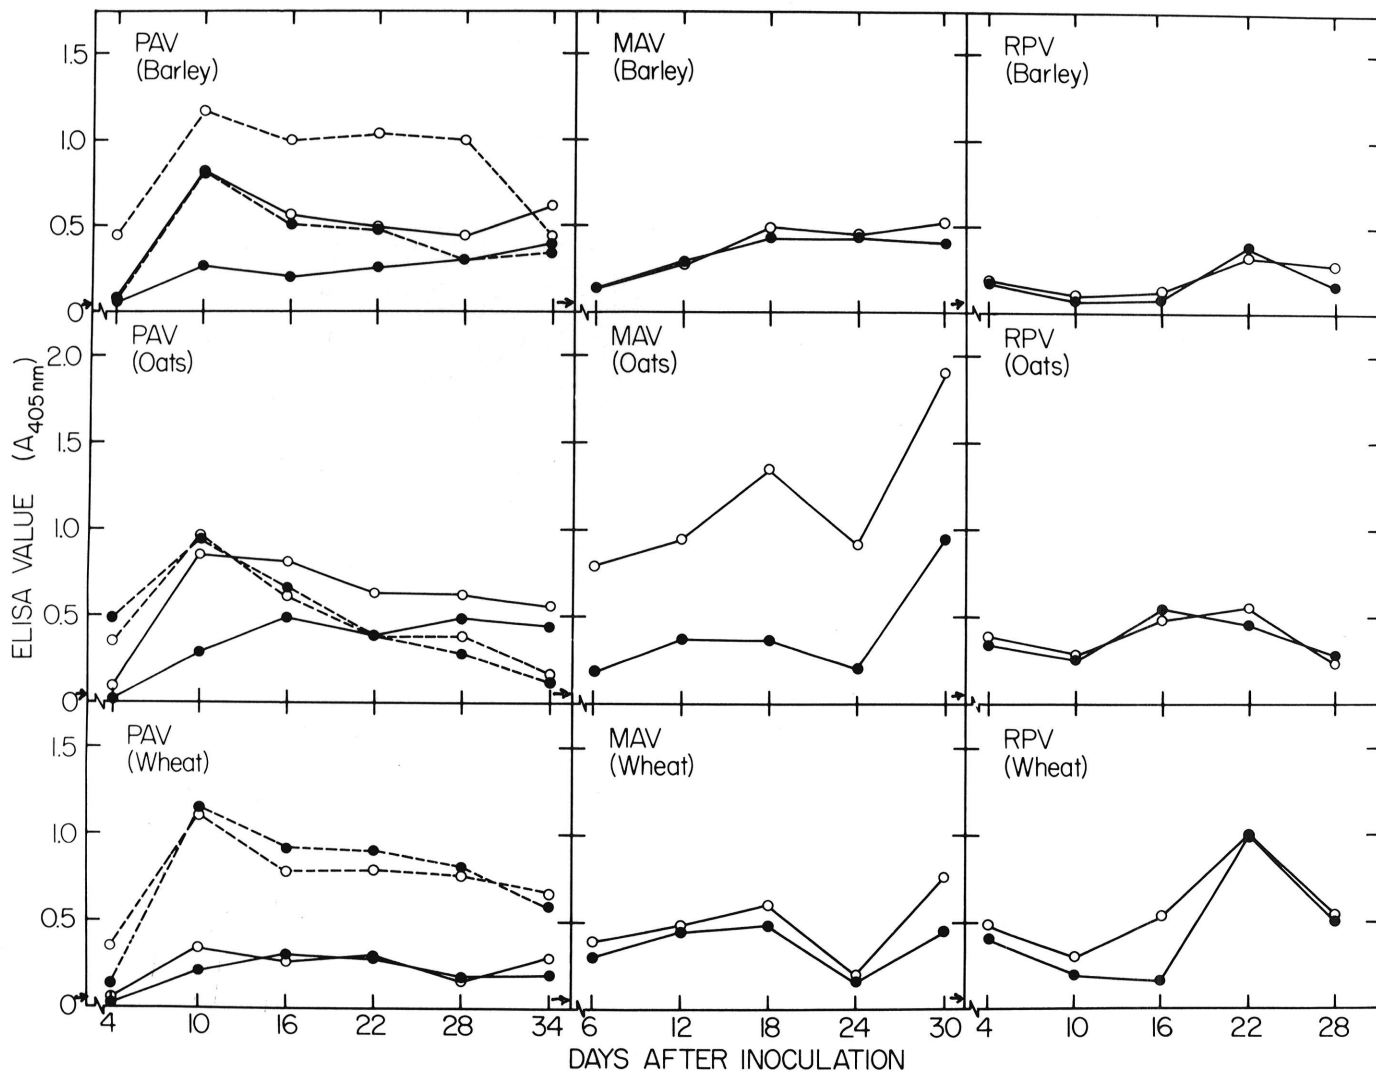 PAV
(Barley)
MAV
(Barley)
RPV
(Barley)
1.5
1.0
0.5
0
PAV
(Oats)
MAV
(Oats)
RPV
(Oats)
2.0
1.5
1.0
0.5
0
ELISA VALUE (A405nm)
PAV
(Wheat)
MAV
(Wheat)
RPV
(Wheat)
1.5
1.0
0.5
0
4 10 16 22 28 34 6 12 18 24 30 4 10 16 22 28
DAYS AFTER INOCULATION